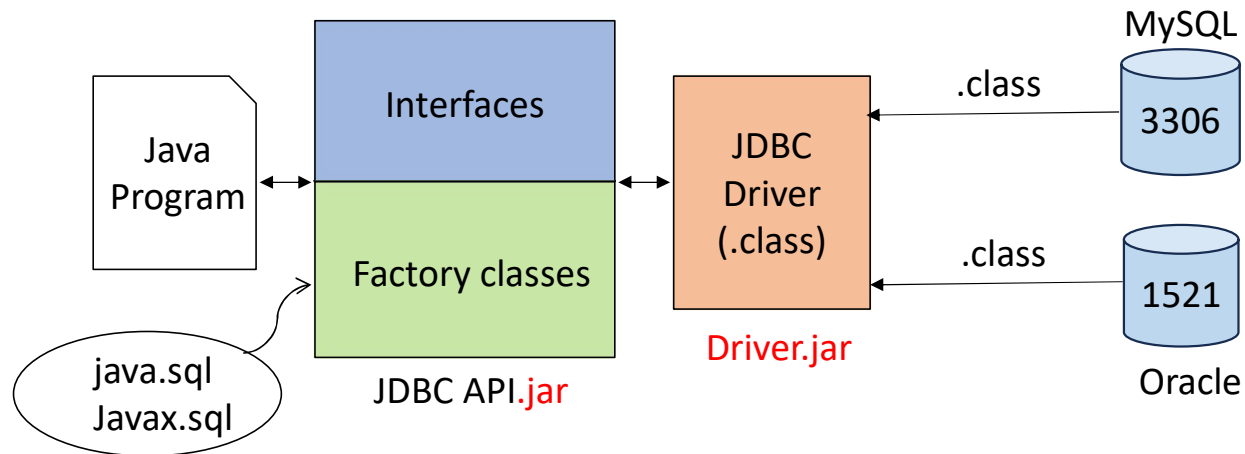 MySQL
.class
3306
Interfaces
Java
Program
JDBC
Driver
(.class)
Factory classes
.class
1521
Driver.jar
java.sql
Javax.sql
JDBC API.jar
Oracle